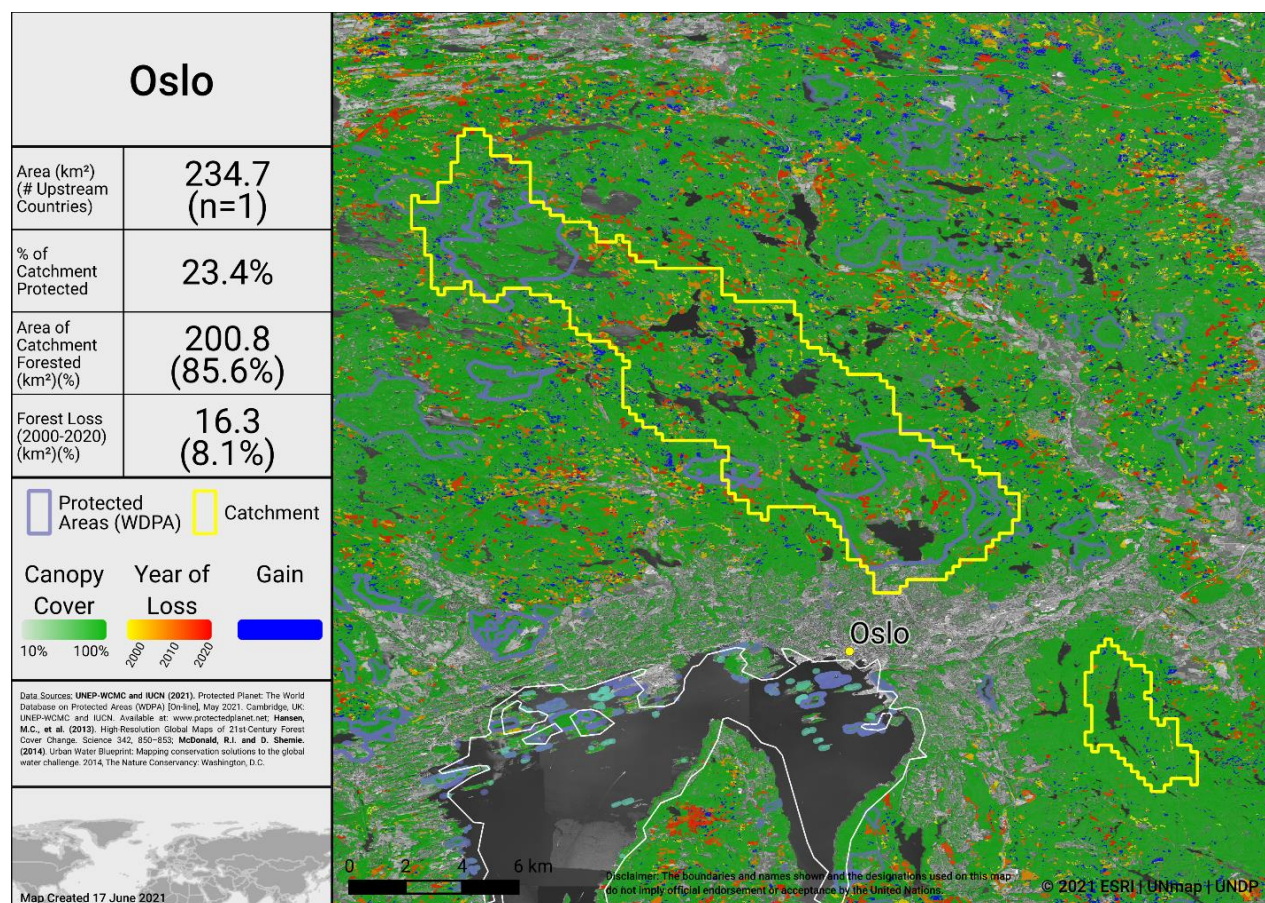 Oslo
Area (km²)
(# Upstream
Countries)
234.7
(n=1)
% of
Catchment
Protected
23.4%
Area of
Catchment
Forested
(km²)(%)
200.8
(85.6%)
Forest Loss
(2000-2020)
(km²)(%)
16.3
(8.1%)
Protected
Areas (WDPA)
Catchment
Canopy
Cover
10% 100%
Year of
Loss
2000 2010 2020
Gain
Data Sources: UNEP-WCMC and IUCN (2021). Protected Planet: The World
Database on Protected Areas (WDPA) [On-line], May 2021. Cambridge, UK:
UNEP-WCMC and IUCN. Available at: www.protectedplanet.net; Hansen,
M.C., et al. (2013). High-Resolution Global Maps of 21st-Century Forest
Cover Change. Science 342, 850–853; McDonald, R.I. and D. Shemie.
(2014). Urban Water Blueprint: Mapping conservation solutions to the global
water challenge. 2014, The Nature Conservancy: Washington, D.C.
Map Created 17 June 2021
Oslo
0 2 4 6 km
Disclaimer: The boundaries and names shown and the designations used on this map
do not imply official endorsement or acceptance by the United Nations.
© 2021 ESRI | UNmap | UNDP